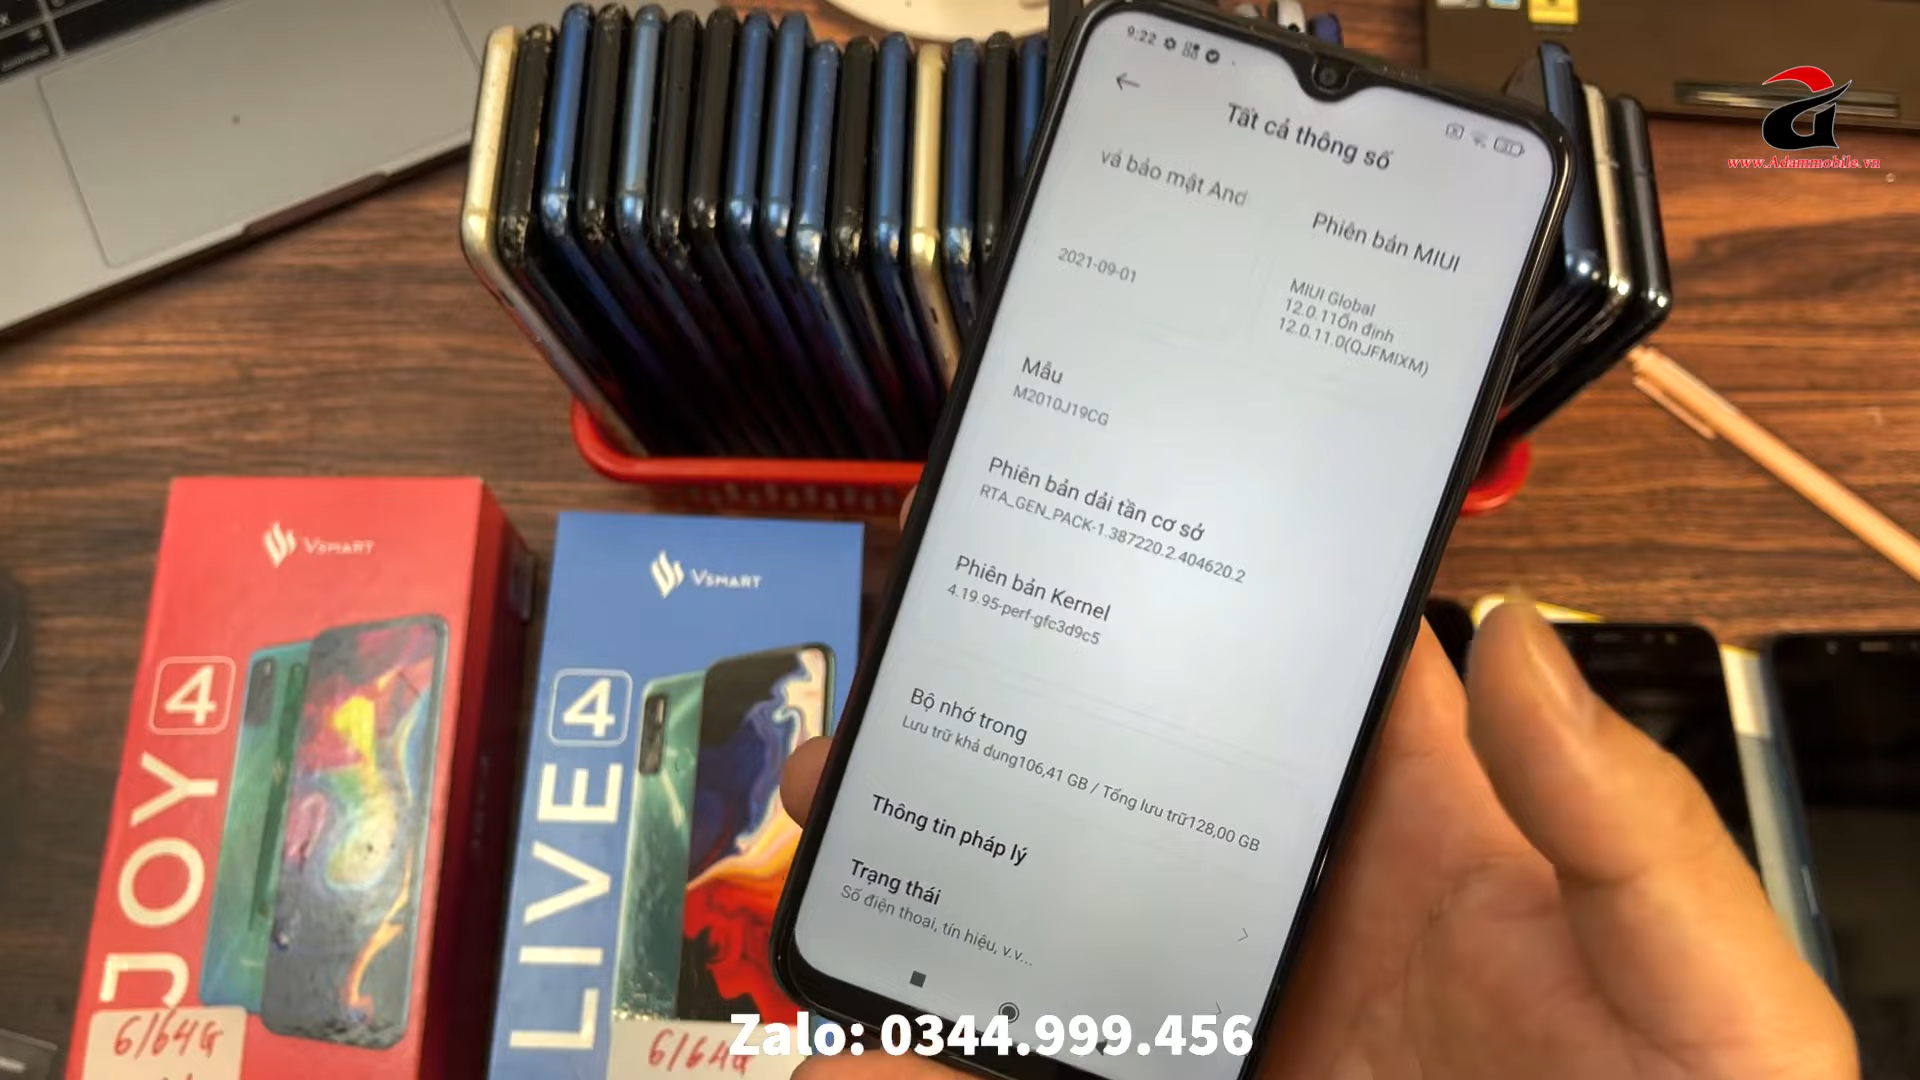 9:22
Tất cả thông số
vá bảo mật And
Phiên bản MIUI
2021-09-01
MIUI Global
12.0.11Ổn định
12.0.11.0(QJFMIXM)
Mẫu
M2010J19CG
Phiên bản dải tần cơ sở
RTA_GEN_PACK-1.387220.2.404620.2
Phiên bản Kernel
4.19.95-perf-gfc3d9c5
Bộ nhớ trong
Lưu trữ khả dụng106,41 GB / Tổng lưu trữ128,00 GB
Thông tin pháp lý
Trạng thái
Số điện thoại, tín hiệu, v.v...
www.Adammobile.vn
VSMART
JOY 4
6/64G
VSMART
LIVE 4
6/64G
Zalo: 0344.999.456